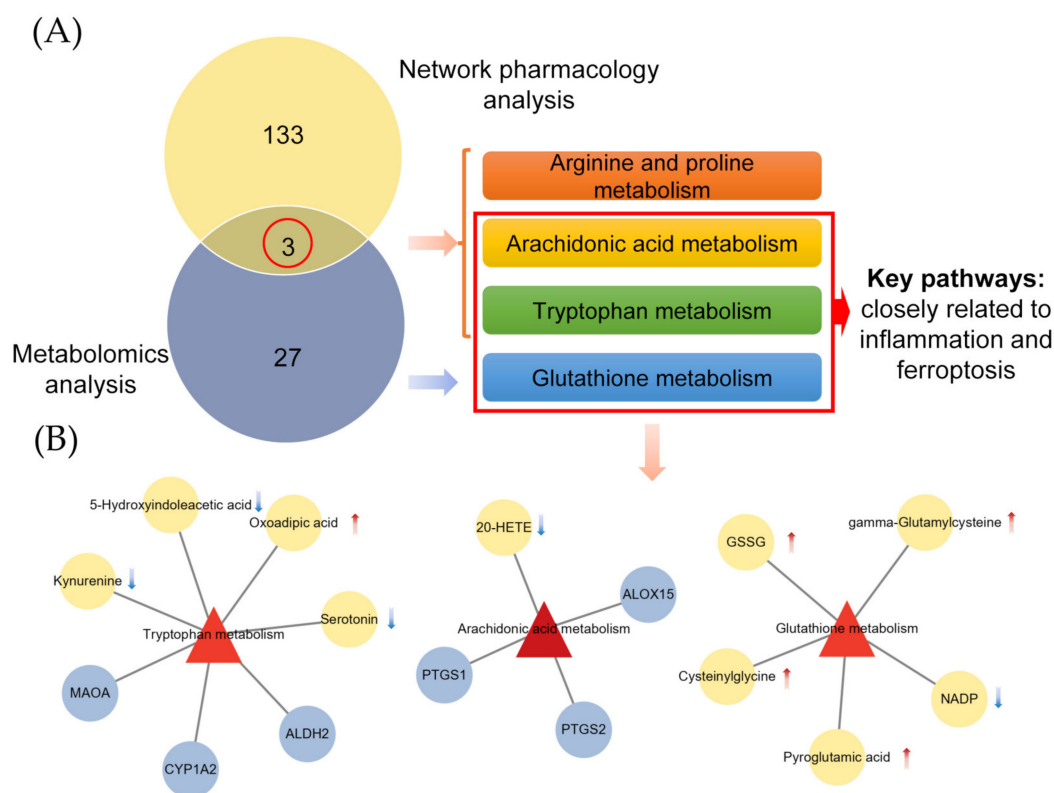 (A)
Network pharmacology
analysis
133
3
27
Metabolomics
analysis
Arginine and proline
metabolism
Arachidonic acid metabolism
Tryptophan metabolism
Glutathione metabolism
Key pathways:
closely related to
inflammation and
ferroptosis
(B)
5-Hydroxyindoleacetic acid
Oxoadipic acid
Kynurenine
Serotonin
Tryptophan metabolism
MAOA
ALDH2
CYP1A2
20-HETE
ALOX15
Arachidonic acid metabolism
PTGS1
PTGS2
gamma-Glutamylcysteine
GSSG
Glutathione metabolism
Cysteinylglycine
NADP
Pyroglutamic acid